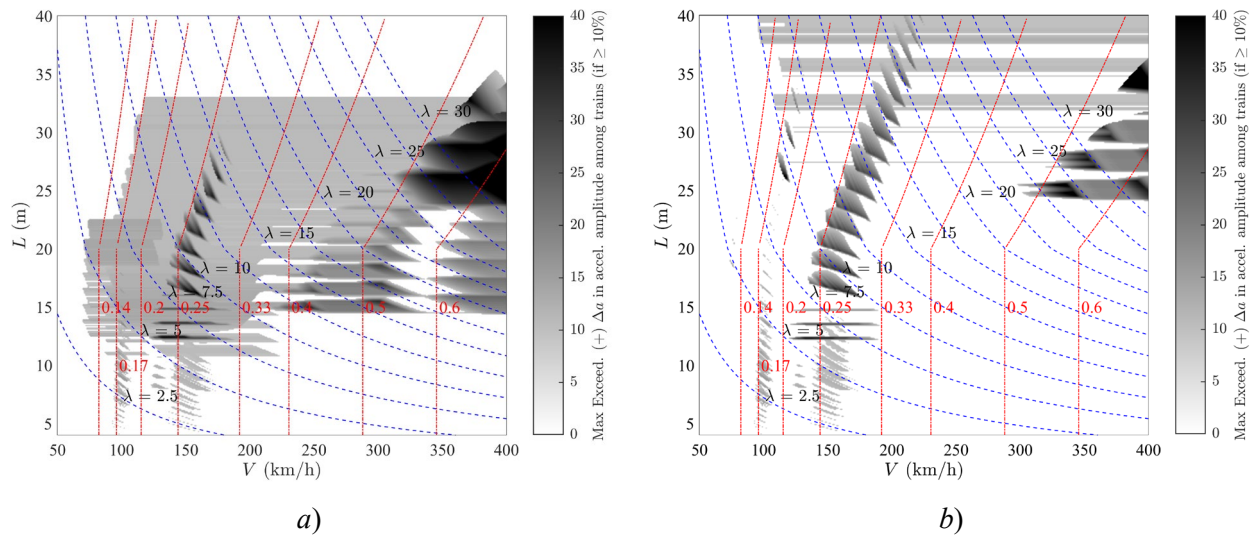 40
35
30
25
20
15
10
5
L (m)
50
100
150
200
250
300
350
400
V (km/h)
λ = 30
λ = 25
λ = 20
λ = 15
λ = 10
λ = 7.5
λ = 5
λ = 2.5
0.14
0.2
0.25
0.33
0.4
0.5
0.6
0.17
40
35
30
25
20
15
10
5
0
Max Exceed. (+) Δa in accel. amplitude among trains (if ≥ 10%)
a)
40
35
30
25
20
15
10
5
L (m)
50
100
150
200
250
300
350
400
V (km/h)
λ = 30
λ = 25
λ = 20
λ = 15
λ = 10
λ = 7.5
λ = 5
λ = 2.5
0.14
0.2
0.25
0.33
0.4
0.5
0.6
0.17
40
35
30
25
20
15
10
5
0
Max Exceed. (+) Δa in accel. amplitude among trains (if ≥ 10%)
b)